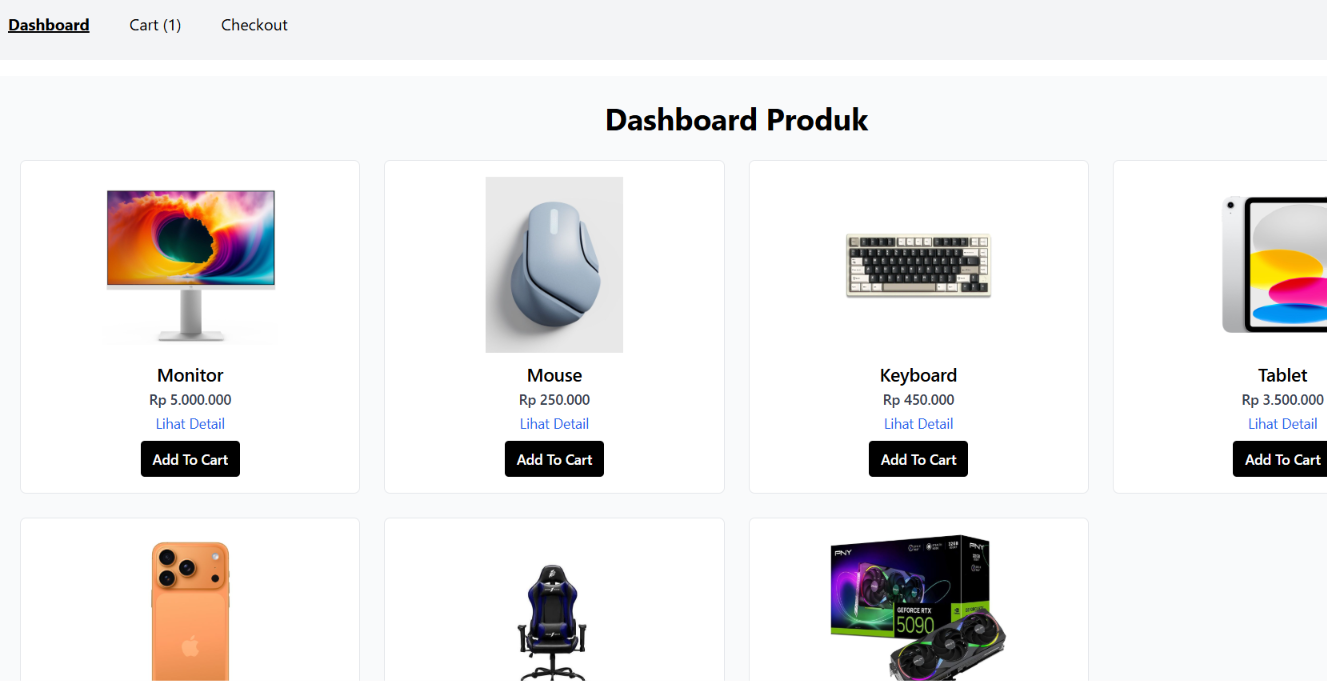 Dashboard Cart (1) Checkout
Dashboard Produk
Monitor
Rp 5.000.000
Lihat Detail
Add To Cart
Mouse
Rp 250.000
Lihat Detail
Add To Cart
Keyboard
Rp 450.000
Lihat Detail
Add To Cart
Tablet
Rp 3.500.000
Lihat Detail
Add To Cart
PNY
PNY
GEFORCE RTX
5090